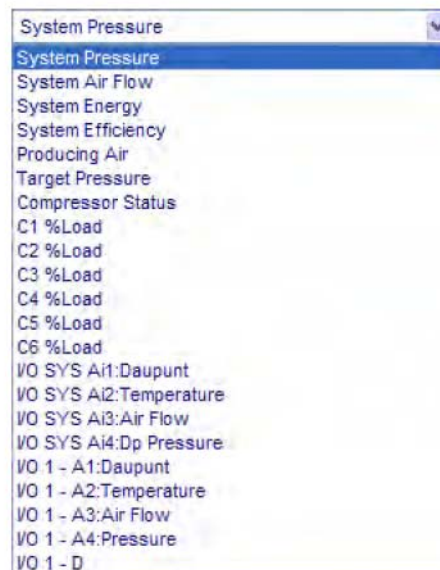 System Pressure
System Pressure
System Air Flow
System Energy
System Efficiency
Producing Air
Target Pressure
Compressor Status
C1 %Load
C2 %Load
C3 %Load
C4 %Load
C5 %Load
C6 %Load
I/O SYS Ai1:Daupunt
I/O SYS Ai2:Temperature
I/O SYS Ai3:Air Flow
I/O SYS Ai4:Dp Pressure
I/O 1 - A1:Daupunt
I/O 1 - A2:Temperature
I/O 1 - A3:Air Flow
I/O 1 - A4:Pressure
I/O 1 - D